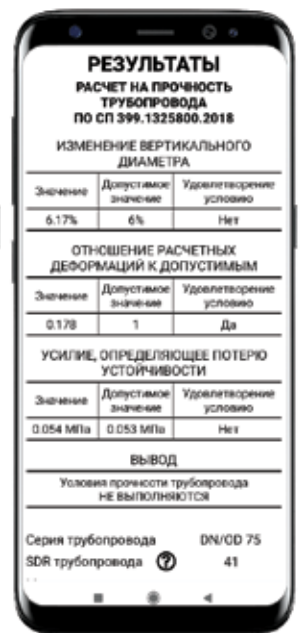 РЕЗУЛЬТАТЫ
РАСЧЕТ НА ПРОЧНОСТЬ
ТРУБОПРОВОДА
ПО СП 399.1325800.2018
ИЗМЕНЕНИЕ ВЕРТИКАЛЬНОГО
ДИАМЕТРА
Значение Допустимое значение Удовлетворение условию
6.17% 6% Нет
ОТНОШЕНИЕ РАСЧЕТНЫХ
ДЕФОРМАЦИЙ К ДОПУСТИМЫМ
Значение Допустимое значение Удовлетворение условию
0.178 1 Да
УСИЛИЕ, ОПРЕДЕЛЯЮЩЕЕ ПОТЕРЮ
УСТОЙЧИВОСТИ
Значение Допустимое значение Удовлетворение условию
0.054 МПа 0.053 МПа Нет
ВЫВОД
Условия прочности трубопровода
НЕ ВЫПОЛНЯЮТСЯ
Серия трубопровода DN/OD 75
SDR трубопровода ? 41